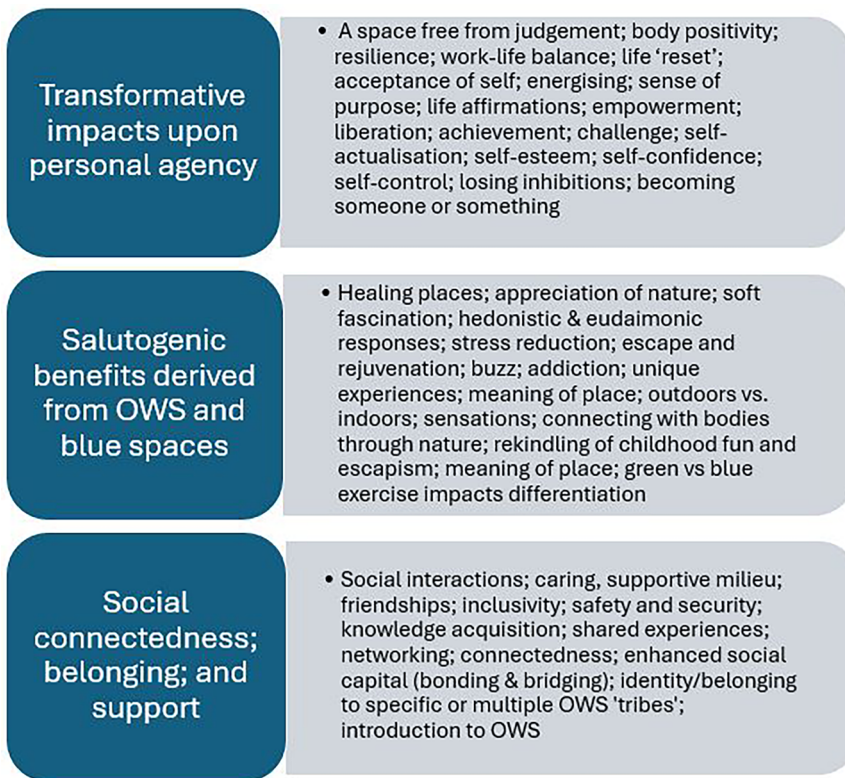 Transformative
impacts upon
personal agency
• A space free from judgement; body positivity;
resilience; work-life balance; life ‘reset’;
acceptance of self; energising; sense of
purpose; life affirmations; empowerment;
liberation; achievement; challenge; self-
actualisation; self-esteem; self-confidence;
self-control; losing inhibitions; becoming
someone or something
Salutogenic
benefits derived
from OWS and
blue spaces
• Healing places; appreciation of nature; soft
fascination; hedonistic & eudaimonic
responses; stress reduction; escape and
rejuvenation; buzz; addiction; unique
experiences; meaning of place; outdoors vs.
indoors; sensations; connecting with bodies
through nature; rekindling of childhood fun and
escapism; meaning of place; green vs blue
exercise impacts differentiation
Social
connectedness;
belonging; and
support
• Social interactions; caring, supportive milieu;
friendships; inclusivity; safety and security;
knowledge acquisition; shared experiences;
networking; connectedness; enhanced social
capital (bonding & bridging); identity/belonging
to specific or multiple OWS 'tribes';
introduction to OWS